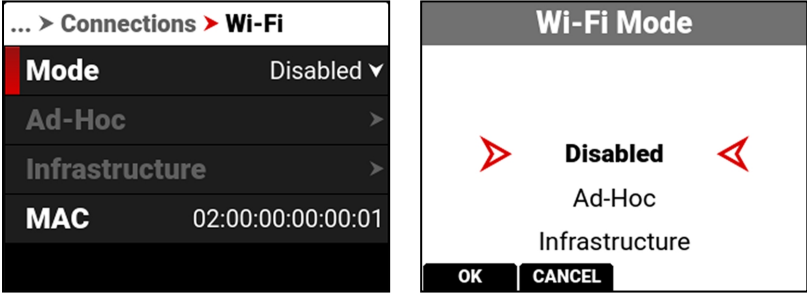 ... > Connections > Wi-Fi
Mode Disabled
Ad-Hoc >
Infrastructure >
MAC 02:00:00:00:00:01
Wi-Fi Mode
Disabled
Ad-Hoc
Infrastructure
OK CANCEL